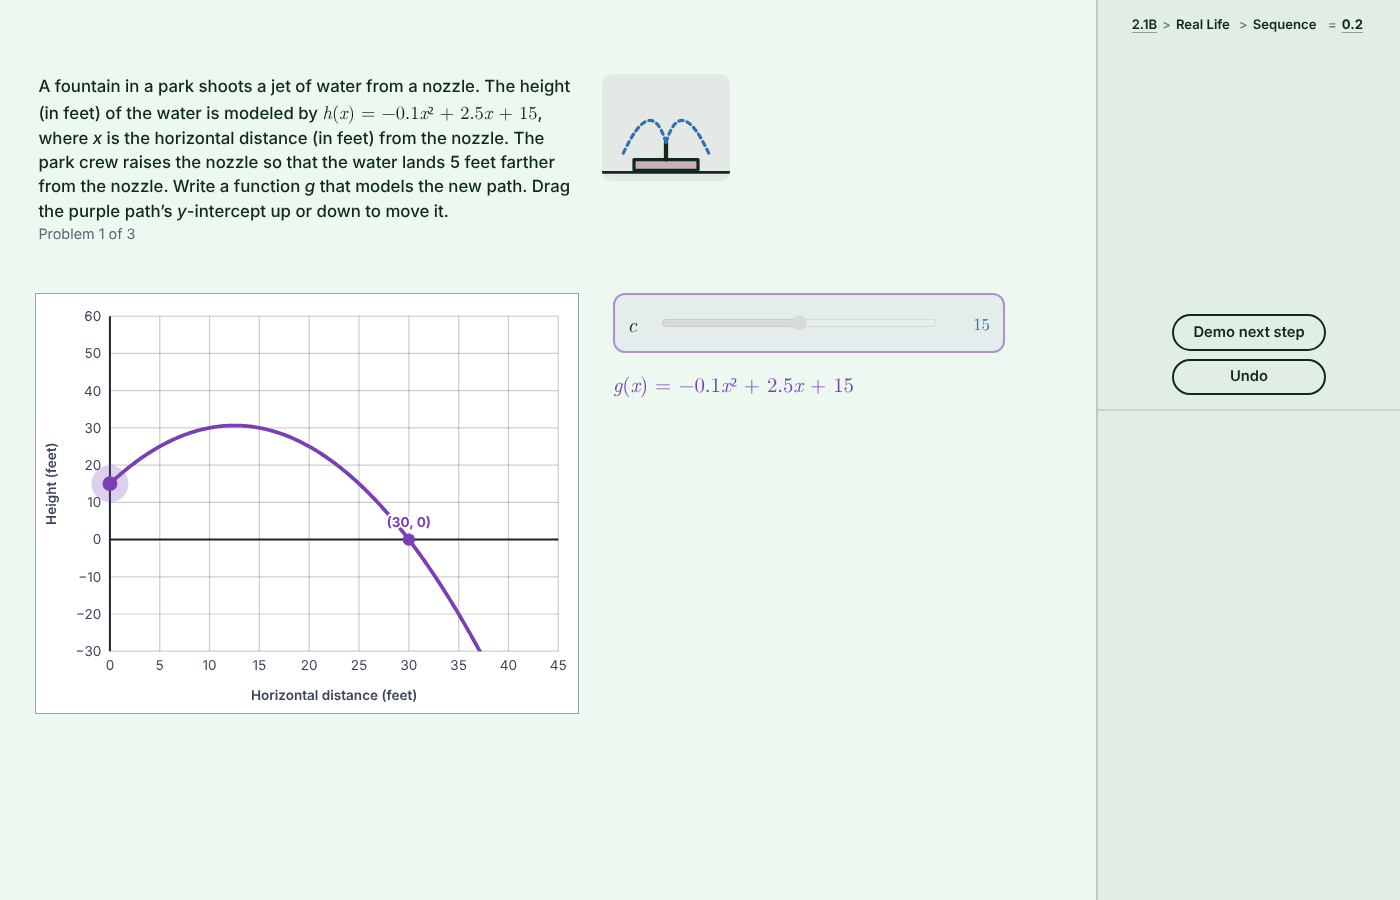 2.1B > Real Life > Sequence = 0.2
A fountain in a park shoots a jet of water from a nozzle. The height
(in feet) of the water is modeled by h(x) = −0.1x² + 2.5x + 15,
where x is the horizontal distance (in feet) from the nozzle. The
park crew raises the nozzle so that the water lands 5 feet farther
from the nozzle. Write a function g that models the new path. Drag
the purple path’s y-intercept up or down to move it.
Problem 1 of 3
c 15
g(x) = −0.1x² + 2.5x + 15
Demo next step
Undo
60
50
40
30
20
10
0
−10
−20
−30
Height (feet)
(30, 0)
0 5 10 15 20 25 30 35 40 45
Horizontal distance (feet)